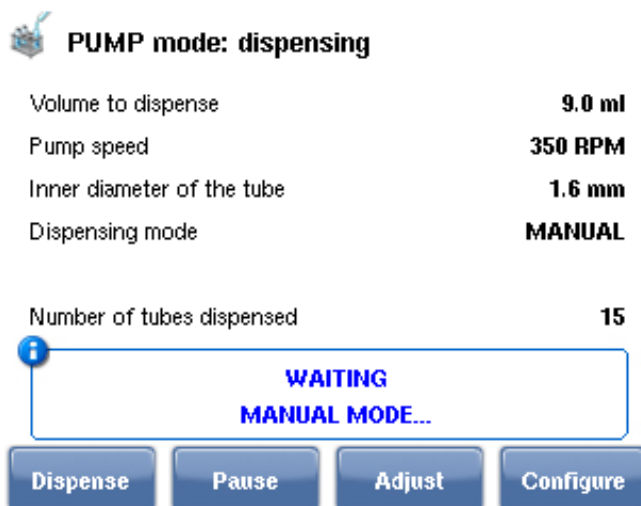 PUMP mode: dispensing
Volume to dispense 9.0 ml
Pump speed 350 RPM
Inner diameter of the tube 1.6 mm
Dispensing mode MANUAL
Number of tubes dispensed 15
i
WAITING
MANUAL MODE...
Dispense Pause Adjust Configure